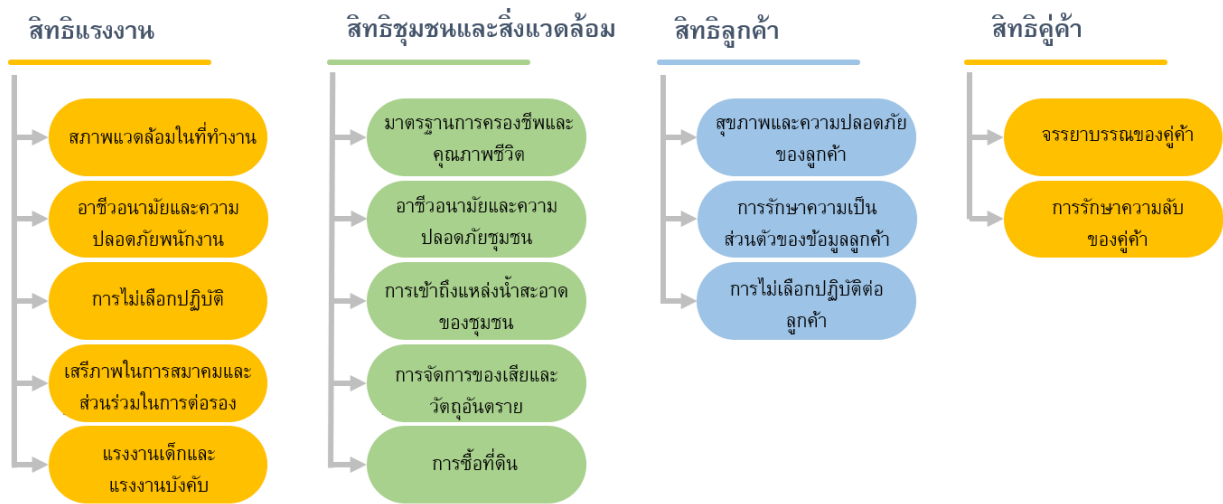 สิทธิแรงงาน
สภาพแวดล้อมในที่ทำงาน
อาชีวอนามัยและความ
ปลอดภัยพนักงาน
การไม่เลือกปฏิบัติ
เสรีภาพในการสมาคมและ
ส่วนร่วมในการต่อรอง
แรงงานเด็กและ
แรงงานบังคับ
สิทธิชุมชนและสิ่งแวดล้อม
มาตรฐานการครองชีพและ
คุณภาพชีวิต
อาชีวอนามัยและความ
ปลอดภัยชุมชน
การเข้าถึงแหล่งน้ำสะอาด
ของชุมชน
การจัดการของเสียและ
วัตถุอันตราย
การซื้อที่ดิน
สิทธิลูกค้า
สุขภาพและความปลอดภัย
ของลูกค้า
การรักษาความเป็น
ส่วนตัวของข้อมูลลูกค้า
การไม่เลือกปฏิบัติต่อ
ลูกค้า
สิทธิคู่ค้า
จรรยาบรรณของคู่ค้า
การรักษาความลับ
ของคู่ค้า